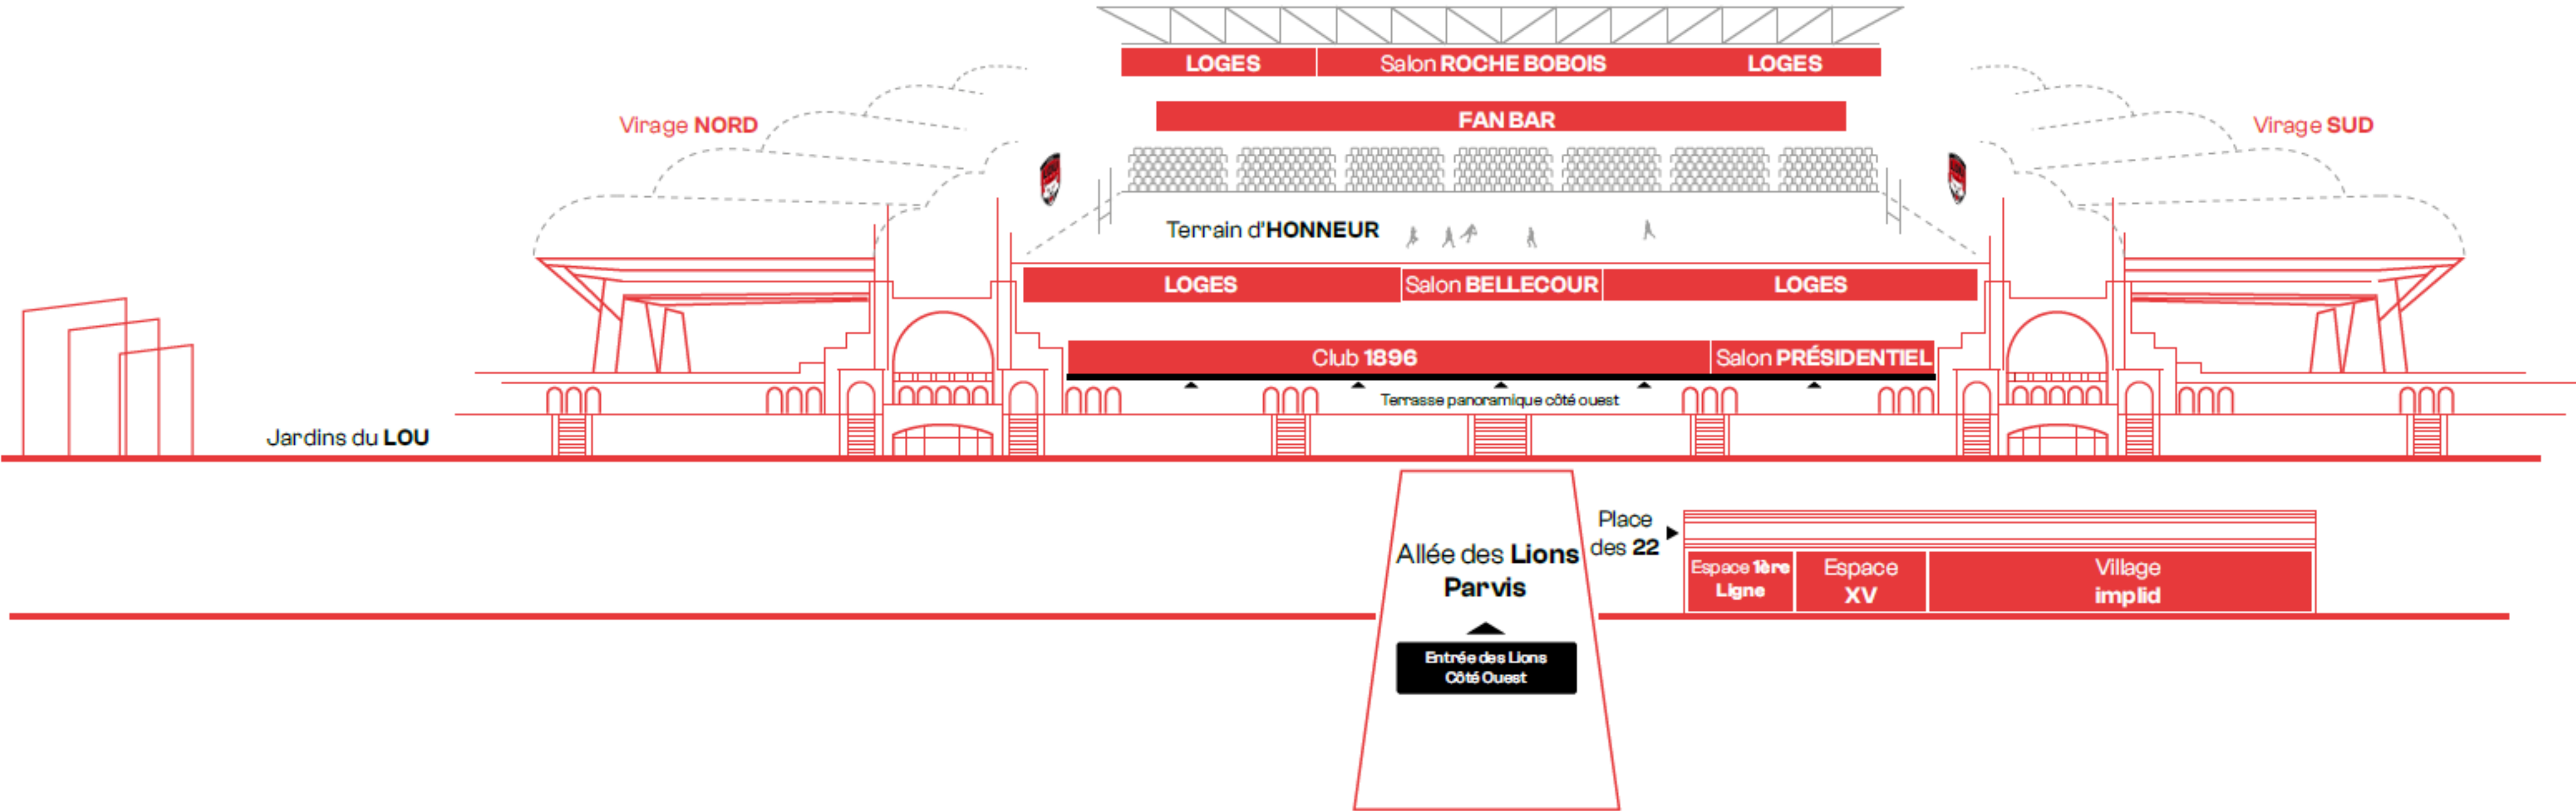 LOGES
Salon ROCHE BOBOIS
LOGES
FAN BAR
Virage NORD
Virage SUD
Terrain d'HONNEUR
LOGES
Salon BELLECOUR
LOGES
Club 1896
Salon PRÉSIDENTIEL
Terrasse panoramique côté ouest
Jardins du LOU
Place
des 22
Allée des Lions
Parvis
Espace 1ère
Ligne
Espace
XV
Village
implid
Entrée des Lions
Côté Ouest